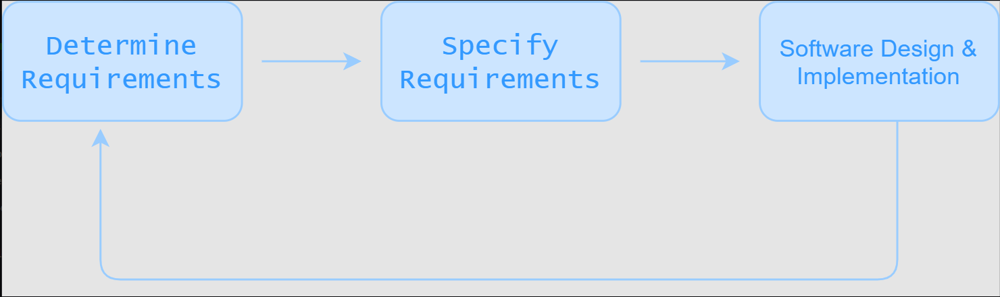 Determine
Requirements
Specify
Requirements
Software Design &
Implementation